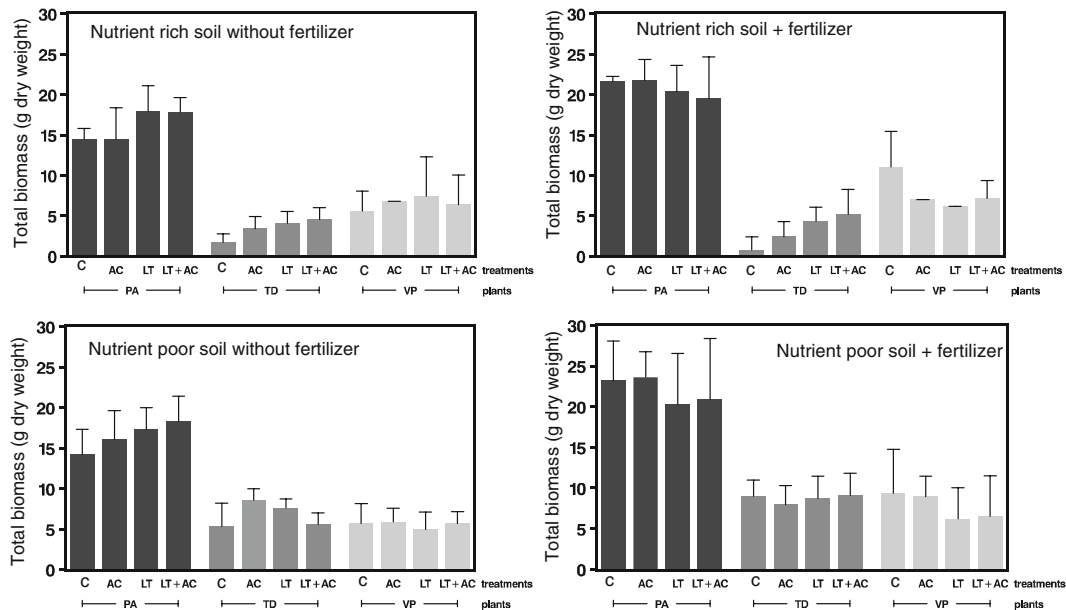 Total biomass (g dry weight)
Nutrient rich soil without fertilizer
30
25
20
15
10
5
0
C AC LT LT+AC C AC LT LT+AC C AC LT LT+AC treatments
PA TD VP plants
Total biomass (g dry weight)
Nutrient rich soil + fertilizer
30
25
20
15
10
5
0
C AC LT LT+AC C AC LT LT+AC C AC LT LT+AC treatments
PA TD VP plants
Total biomass (g dry weight)
Nutrient poor soil without fertilizer
30
25
20
15
10
5
0
C AC LT LT+AC C AC LT LT+AC C AC LT LT+AC treatments
PA TD VP plants
Total biomass (g dry weight)
Nutrient poor soil + fertilizer
30
25
20
15
10
5
0
C AC LT LT+AC C AC LT LT+AC C AC LT LT+AC treatments
PA TD VP plants